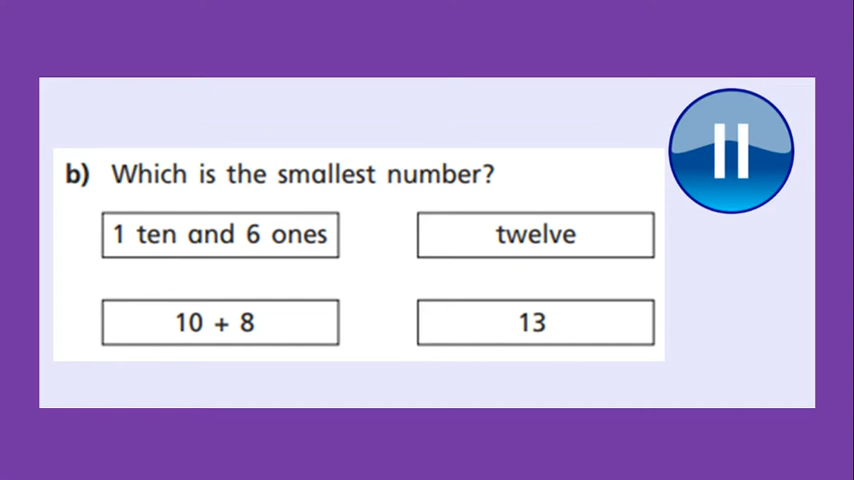 b) Which is the smallest number?
1 ten and 6 ones
twelve
10 + 8
13